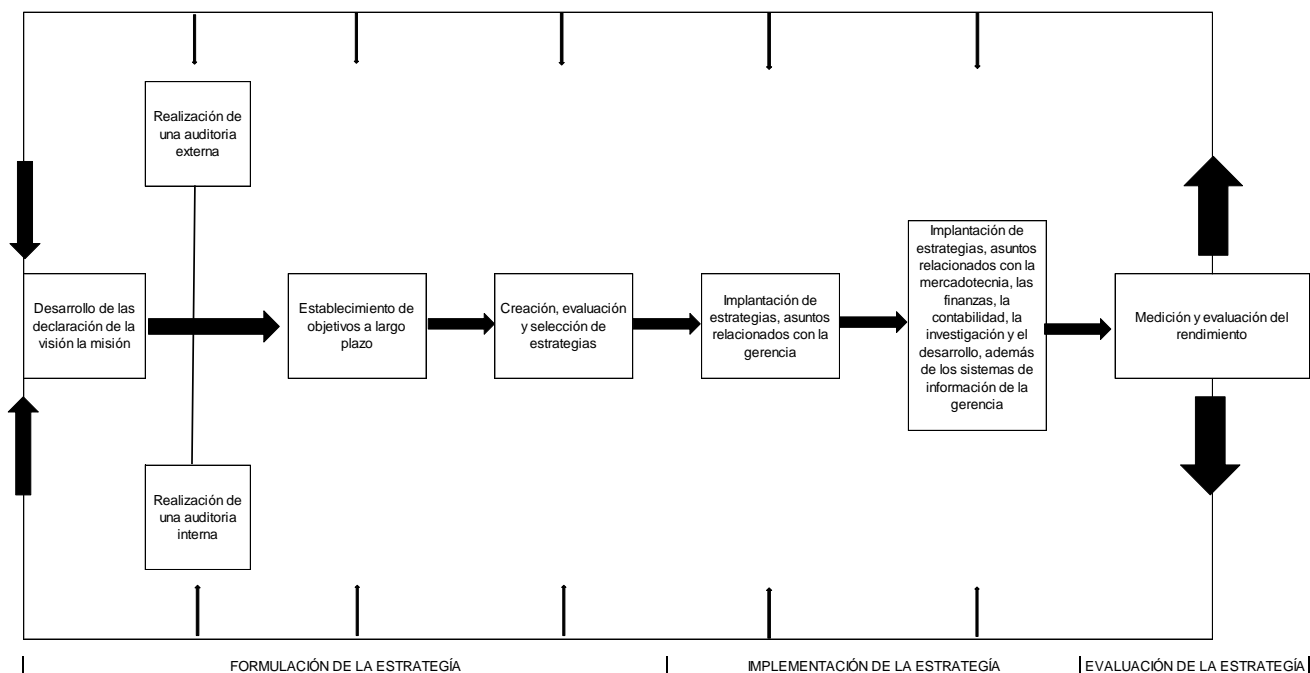 Realización de
una auditoria
externa
Desarrollo de las
declaración de la
visión la misión
Establecimiento de
objetivos a largo
plazo
Creación, evaluación
y selección de
estrategias
Implantación de
estrategias, asuntos
relacionados con la
gerencia
Implantación de
estrategias, asuntos
relacionados con la
mercadotecnia, las
finanzas, la
contabilidad, la
investigación y el
desarrollo, además
de los sistemas de
información de la
gerencia
Medición y evaluación del
rendimiento
Realización de
una auditoria
interna
FORMULACIÓN DE LA ESTRATEGÍA
IMPLEMENTACIÓN DE LA ESTRATEGÍA
EVALUACIÓN DE LA ESTRATEGÍA